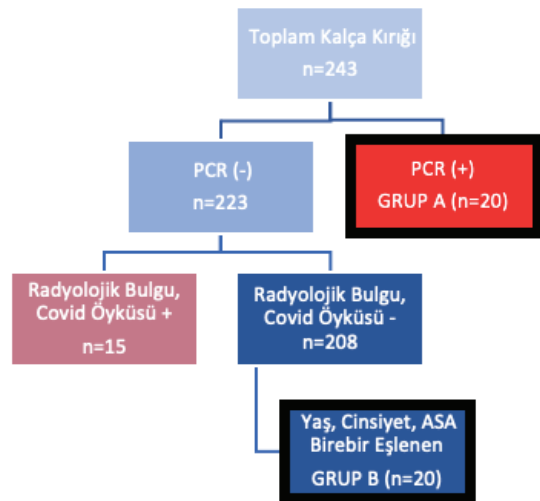 Toplam Kalça Kırığı
n=243
PCR (-)
n=223
PCR (+)
GRUP A (n=20)
Radyolojik Bulgu,
Covid Öyküsü +
n=15
Radyolojik Bulgu,
Covid Öyküsü -
n=208
Yaş, Cinsiyet, ASA
Birebir Eşlenen
GRUP B (n=20)